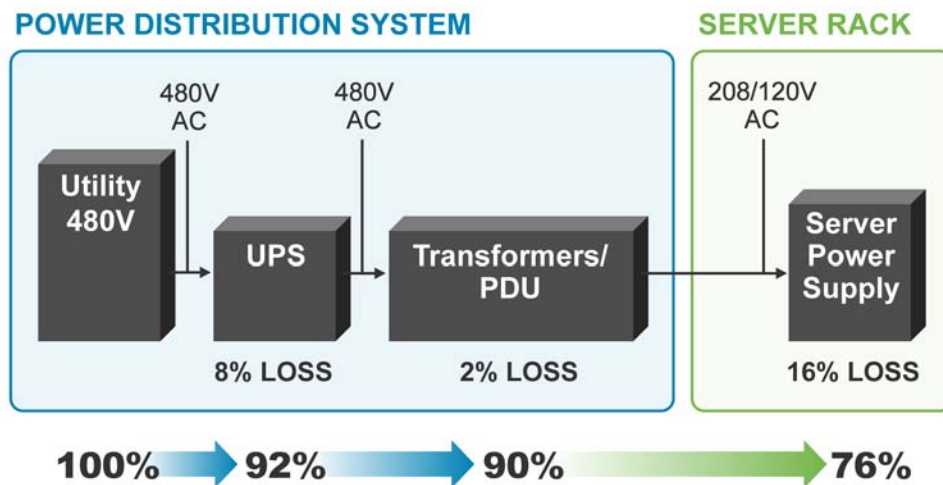 POWER DISTRIBUTION SYSTEM
SERVER RACK
480V
AC
480V
AC
208/120V
AC
Utility
480V
UPS
Transformers/
PDU
Server
Power
Supply
8% LOSS
2% LOSS
16% LOSS
100%
92%
90%
76%